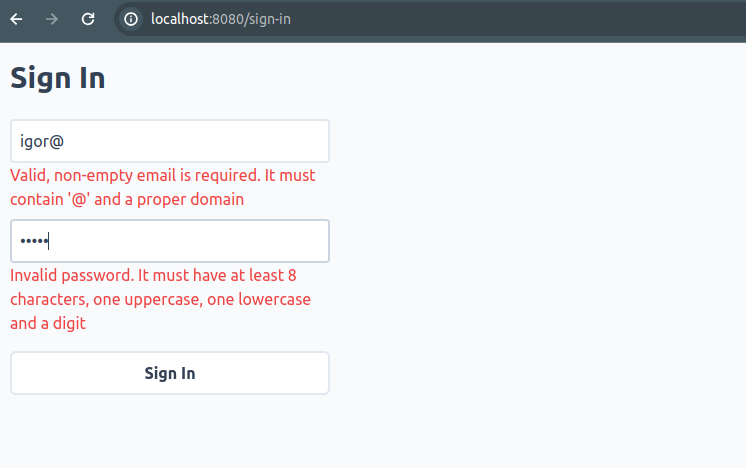 localhost:8080/sign-in
Sign In
igor@
Valid, non-empty email is required. It must
contain '@' and a proper domain
•••••
Invalid password. It must have at least 8
characters, one uppercase, one lowercase
and a digit
Sign In